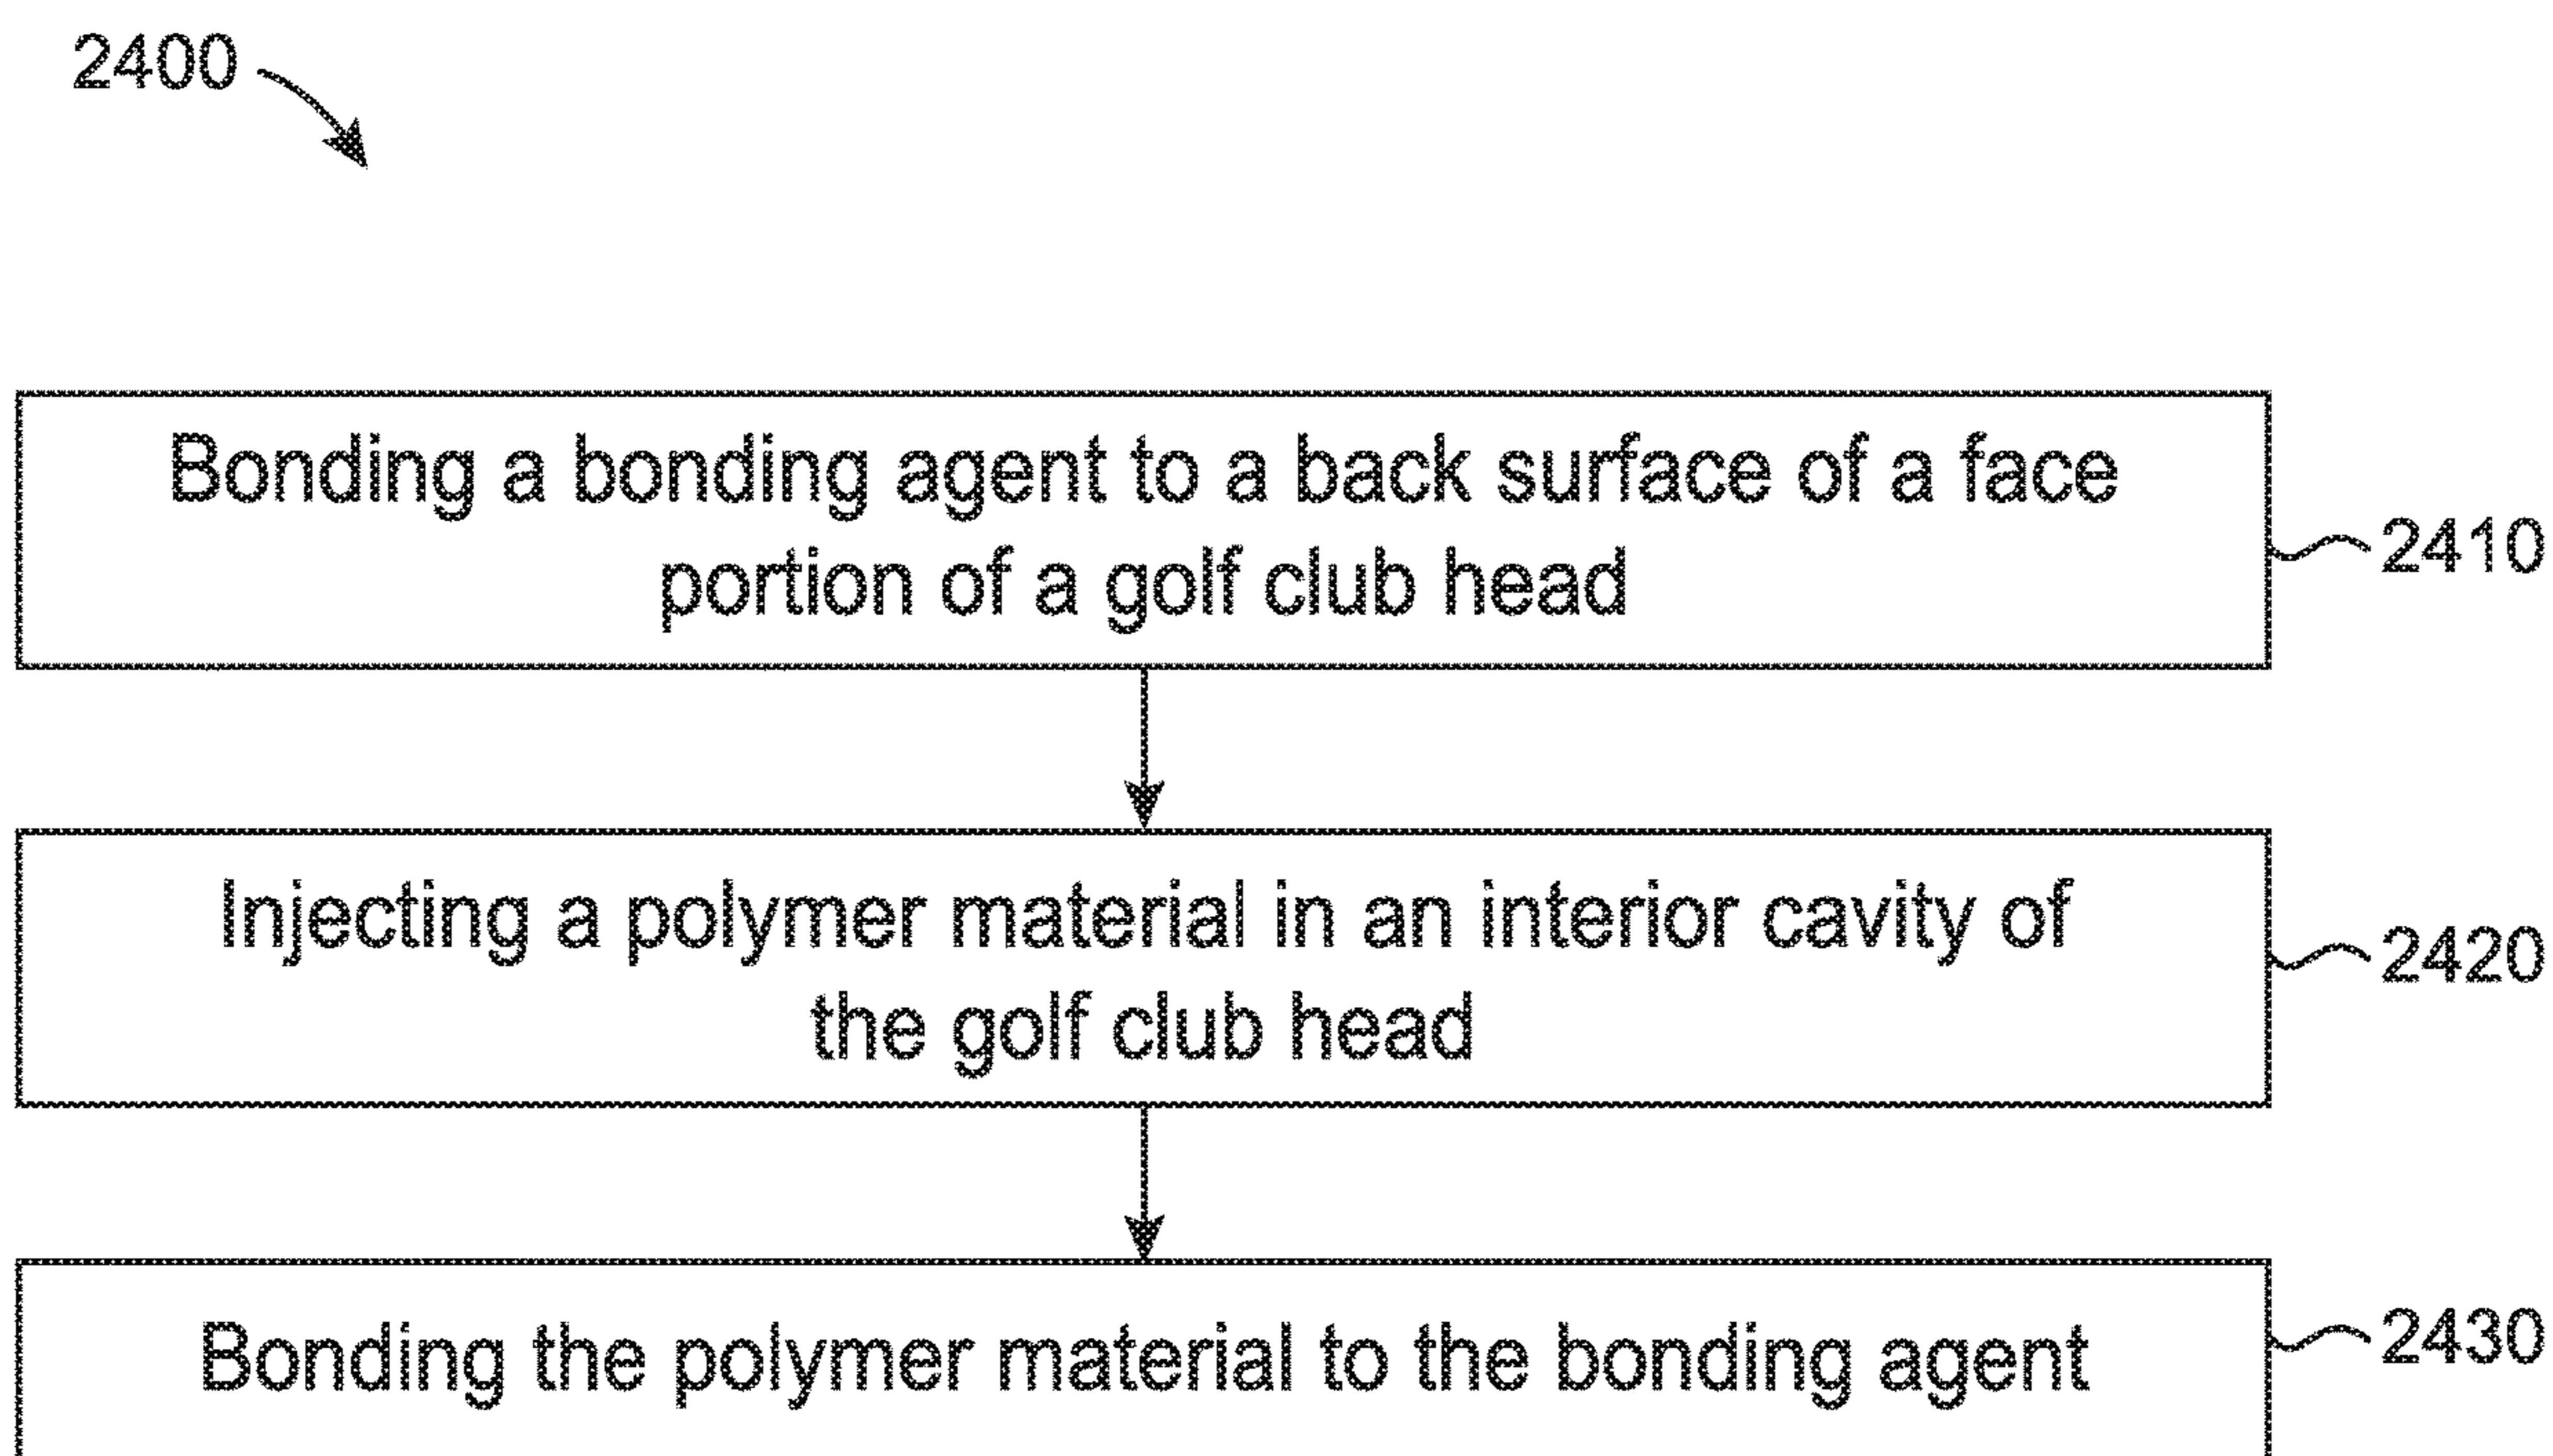 2400
Bonding a bonding agent to a back surface of a face
portion of a golf club head
2410
Injecting a polymer material in an interior cavity of
the golf club head
2420
Bonding the polymer material to the bonding agent
2430